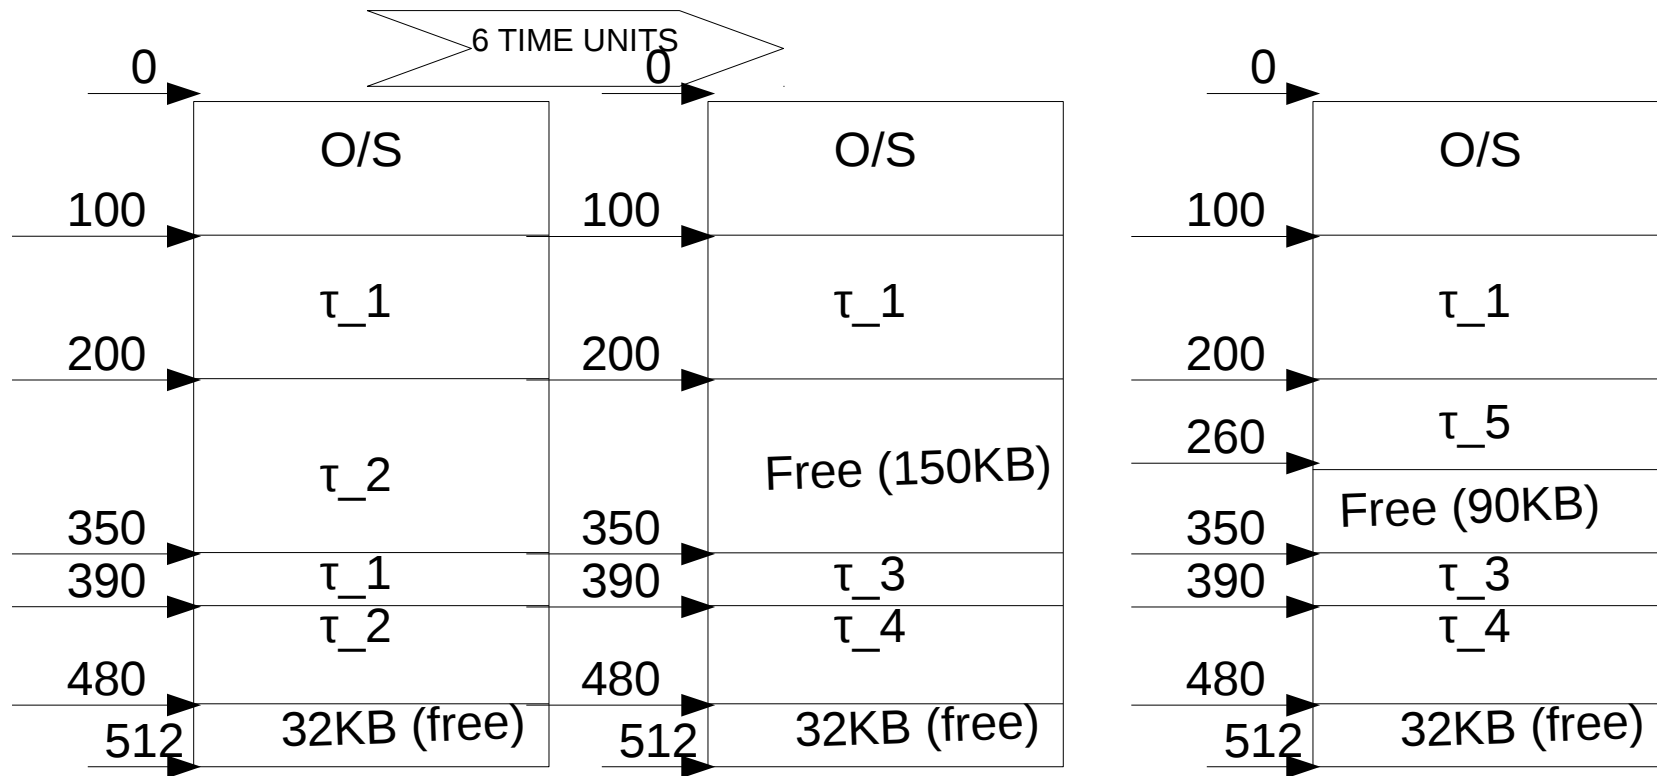 6 TIME UNITS
0
O/S
100
τ_1
200
τ_2
350
τ_1
390
τ_2
480
32KB (free)
512
0
O/S
100
τ_1
200
Free (150KB)
350
τ_3
390
τ_4
480
32KB (free)
512
0
O/S
100
τ_1
200
τ_5
260
Free (90KB)
350
τ_3
390
τ_4
480
32KB (free)
512